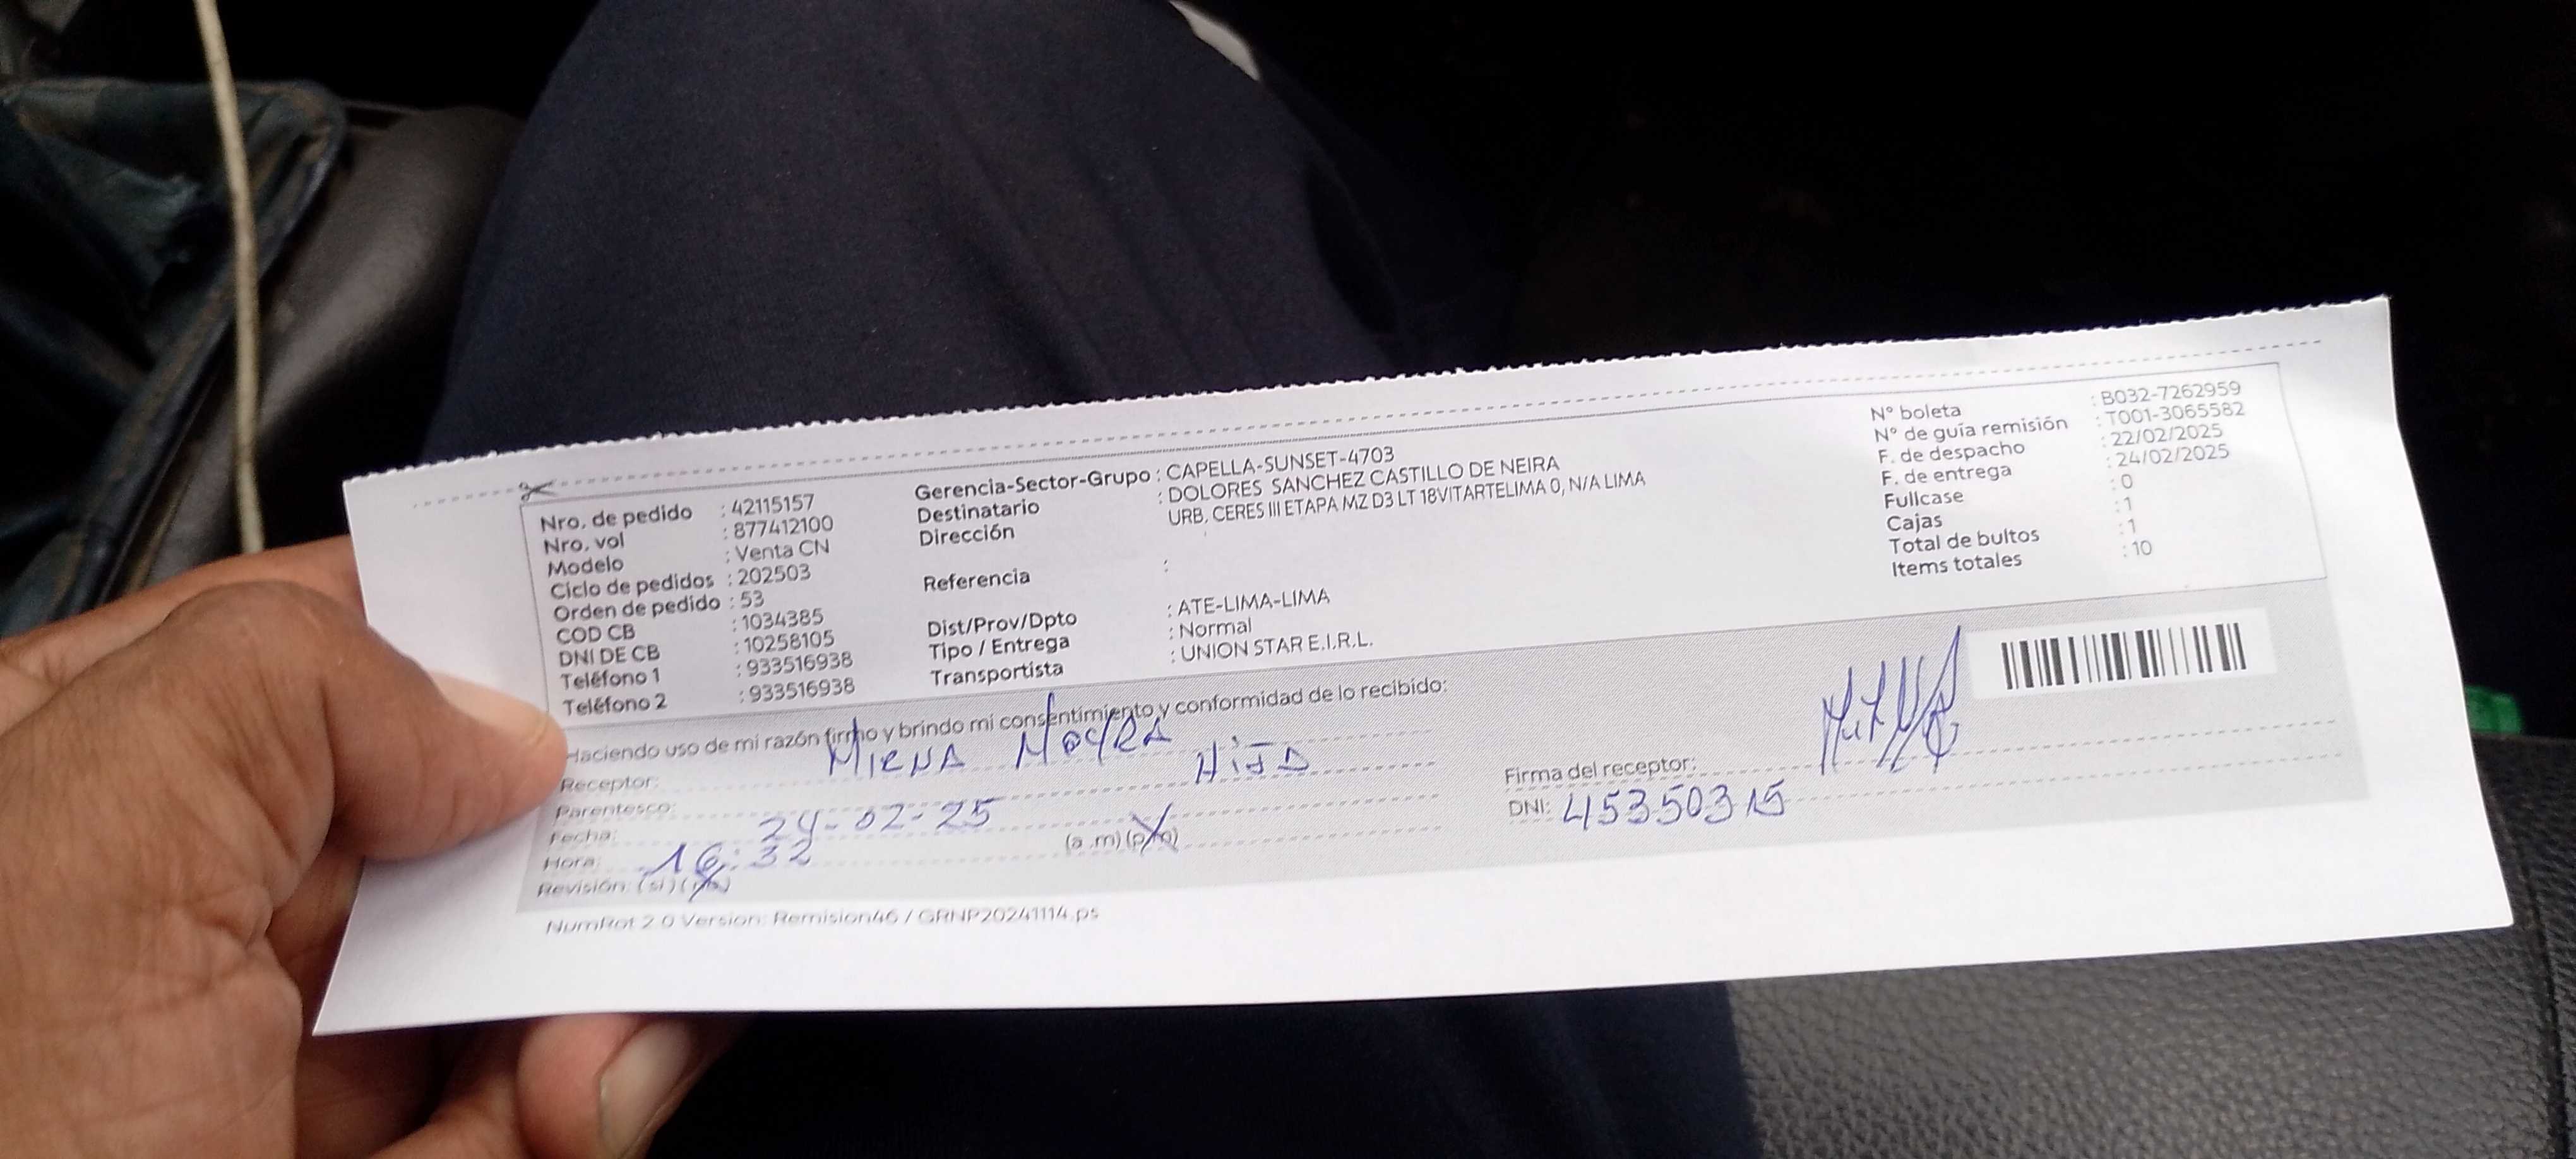 Nro. de pedido : 42115157
Nro. vol : 877412100
Modelo : Venta CN
Ciclo de pedidos : 202503
Orden de pedido : 53
COD CB : 1034385
DNI DE CB : 10258105
Teléfono 1 : 933516938
Teléfono 2 : 933516938
Gerencia-Sector-Grupo : CAPELLA-SUNSET-4703
Destinatario : DOLORES SANCHEZ CASTILLO DE NEIRA
Dirección URB. CERES III ETAPA MZ D3 LT 18VITARTELIMA 0, N/A LIMA
Referencia :
Dist/Prov/Dpto : ATE-LIMA-LIMA
Tipo / Entrega : Normal
Transportista : UNION STAR E.I.R.L.
N° boleta : B032-7262959
N° de guía remisión : T001-3065582
F. de despacho : 22/02/2025
F. de entrega : 24/02/2025
Fullcase : 0
Cajas : 1
Total de bultos : 1
Items totales : 10
Haciendo uso de mi razón firmo y brindo mi consentimiento y conformidad de lo recibido:
Receptor: MIRNA
Parentesco: HIJA
Fecha: 24-02-25
Hora: 16:32 (a .m) (p.m)
Revisión: (si) (no)
Firma del receptor:
DNI: 45350315
NumRot 2.0 Version: Remision46 / GRNP20241114.ps